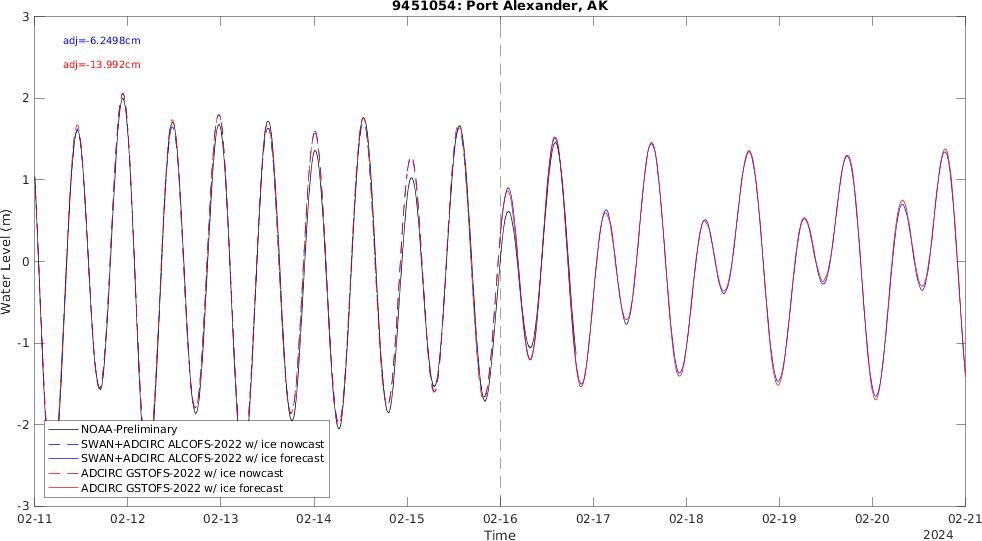 9451054: Port Alexander, AK
adj=-6.2498cm
adj=-13.992cm
Water Level (m)
3
2
1
0
-1
-2
-3
NOAA-Preliminary
SWAN+ADCIRC ALCOFS-2022 w/ ice nowcast
SWAN+ADCIRC ALCOFS-2022 w/ ice forecast
ADCIRC GSTOFS-2022 w/ ice nowcast
ADCIRC GSTOFS-2022 w/ ice forecast
02-11 02-12 02-13 02-14 02-15 02-16 02-17 02-18 02-19 02-20 02-21
Time
2024